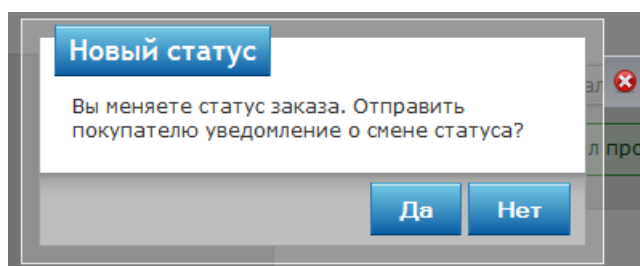 Новый статус
Вы меняете статус заказа. Отправить
покупателю уведомление о смене статуса?
Да Нет